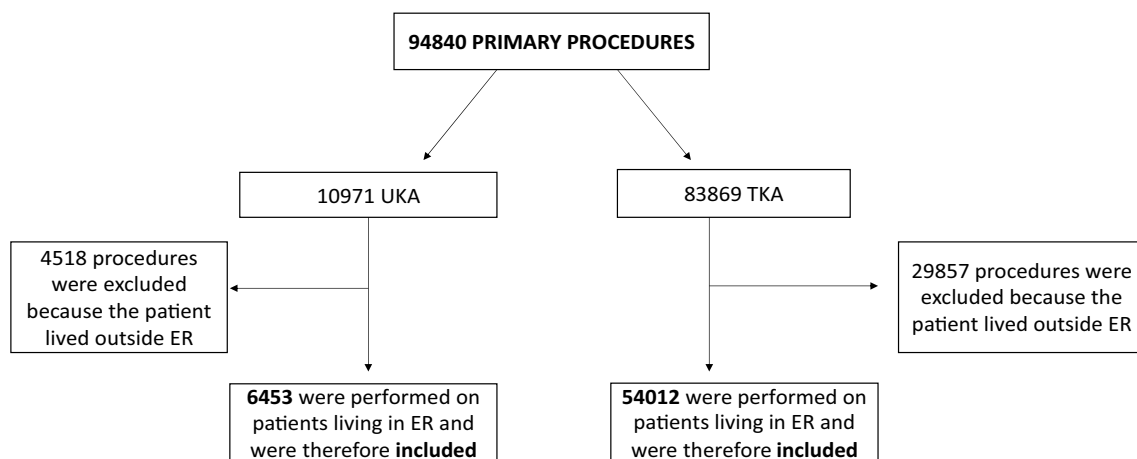 94840 PRIMARY PROCEDURES
10971 UKA
83869 TKA
4518 procedures
were excluded
because the patient
lived outside ER
29857 procedures were
excluded because the
patient lived outside ER
6453 were performed on
patients living in ER and
were therefore included
54012 were performed on
patients living in ER and
were therefore included